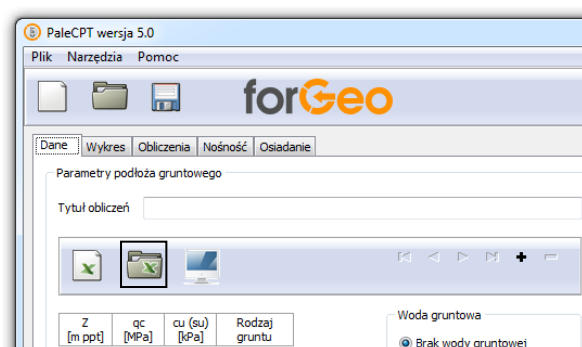 PaleCPT wersja 5.0
Plik Narzędzia Pomoc
forGeo
Dane Wykres Obliczenia Nośność Osiadanie
Parametry podłoża gruntowego
Tytuł obliczeń
Z qc cu (su) Rodzaj
[m ppt] [MPa] [kPa] gruntu
Woda gruntowa
Brak wody gruntowej